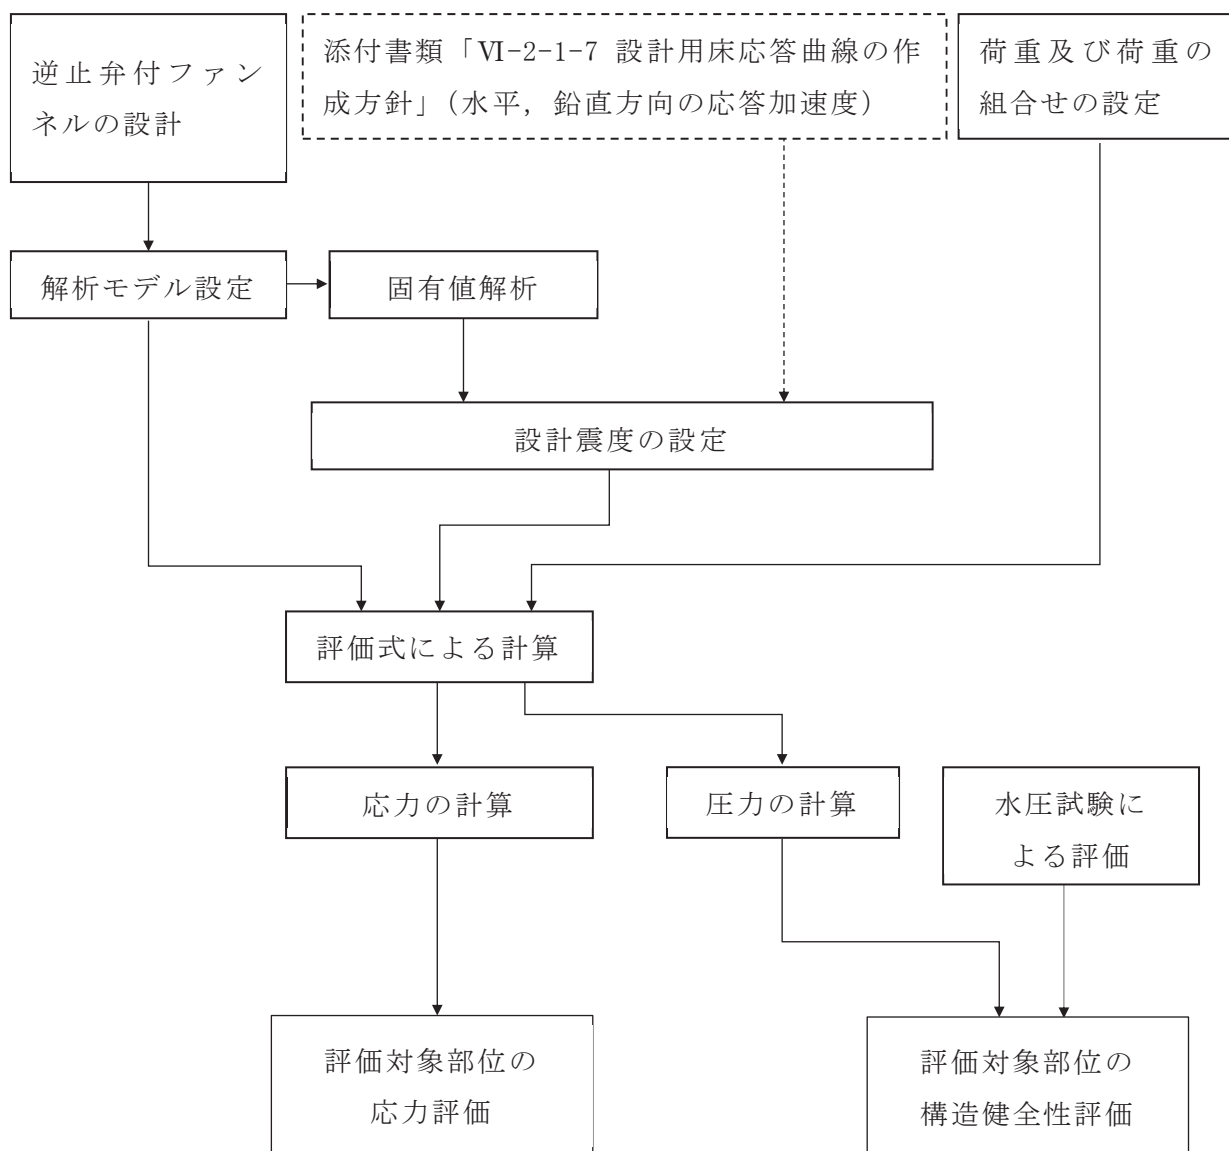 逆止弁付ファン
ネルの設計
添付書類「Ⅵ-2-1-7 設計用床応答曲線の作
成方針」(水平，鉛直方向の応答加速度)
荷重及び荷重の
組合せの設定
解析モデル設定
固有値解析
設計震度の設定
評価式による計算
応力の計算
圧力の計算
水圧試験に
よる評価
評価対象部位の
応力評価
評価対象部位の
構造健全性評価